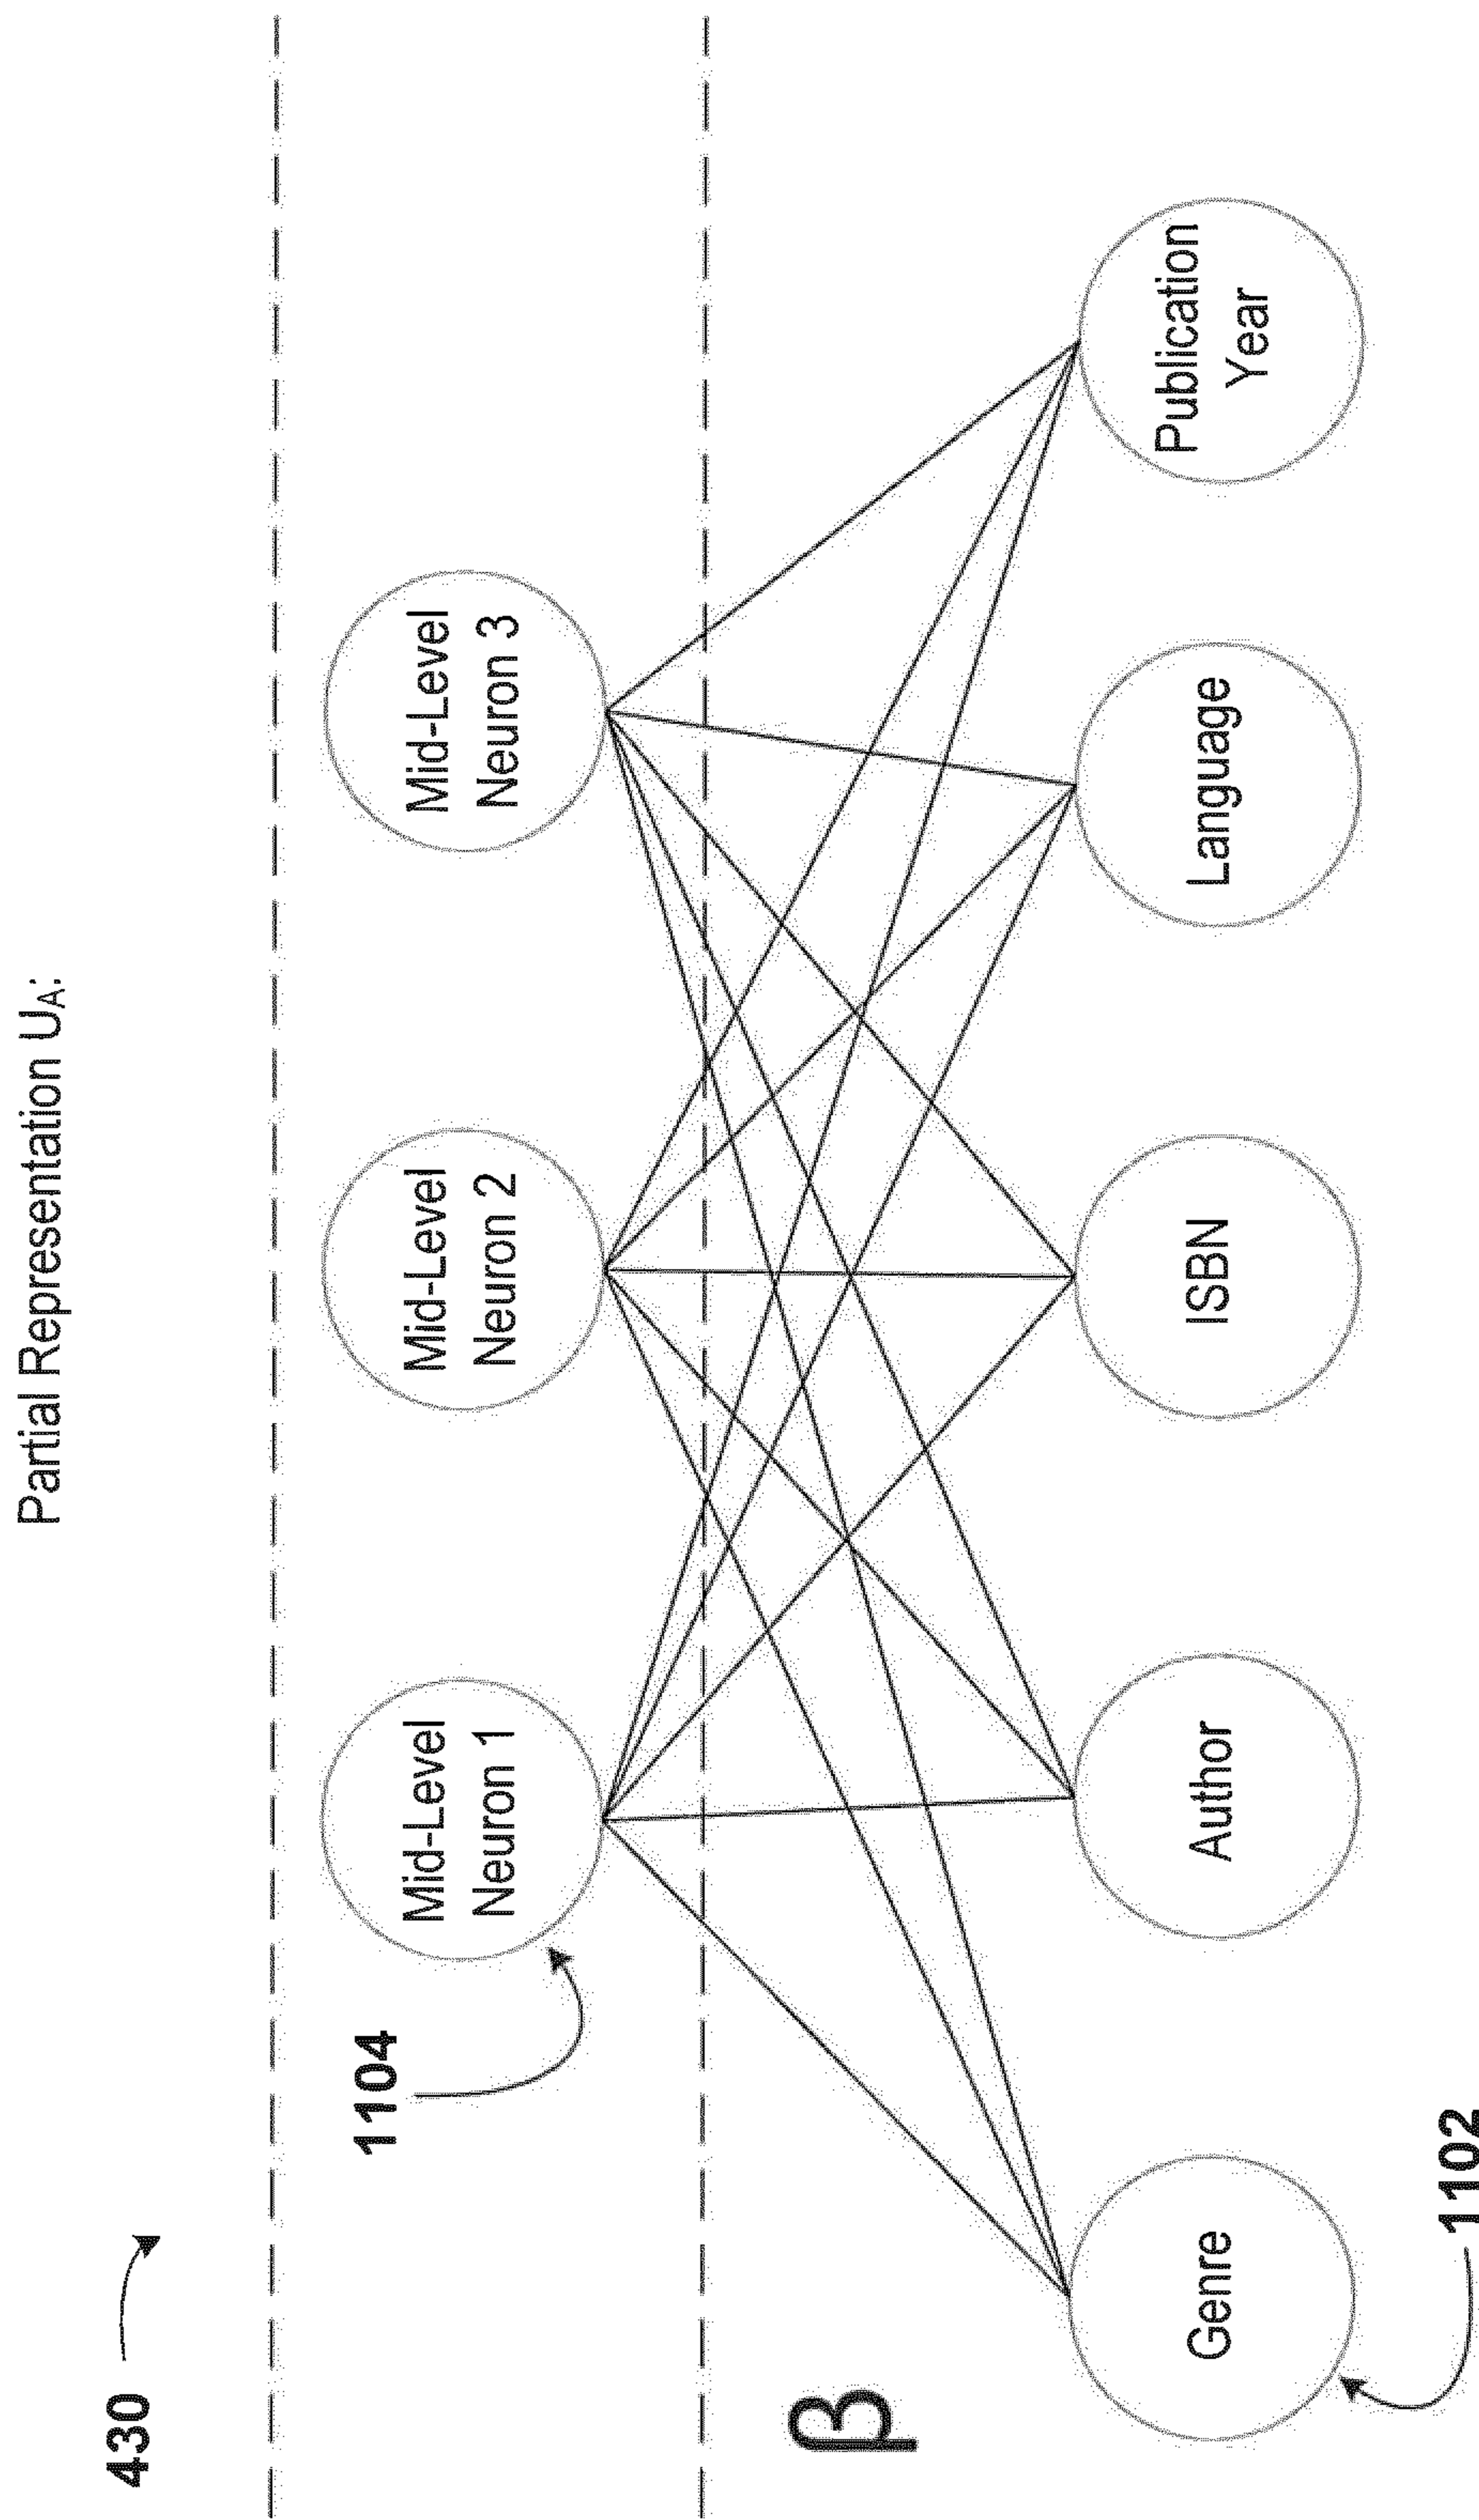 Partial Representation UA:
430
Mid-Level
Neuron 1
Mid-Level
Neuron 2
Mid-Level
Neuron 3
1104
β
Genre
Author
ISBN
Language
Publication
Year
1102